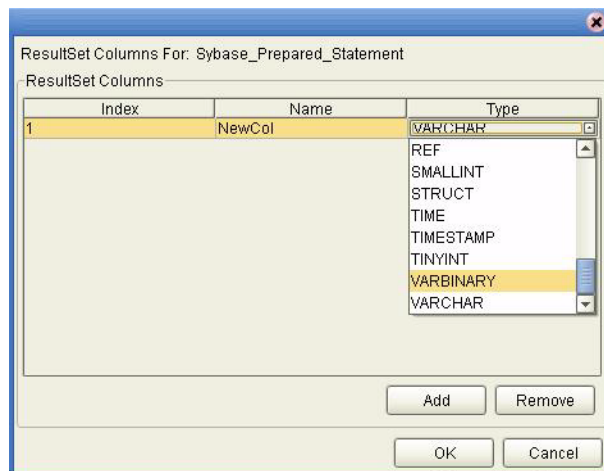 ResultSet Columns For: Sybase_Prepared_Statement
ResultSet Columns
Index Name Type
1 NewCol VARCHAR
REF
SMALLINT
STRUCT
TIME
TIMESTAMP
TINYINT
VARBINARY
VARCHAR
Add Remove
OK Cancel